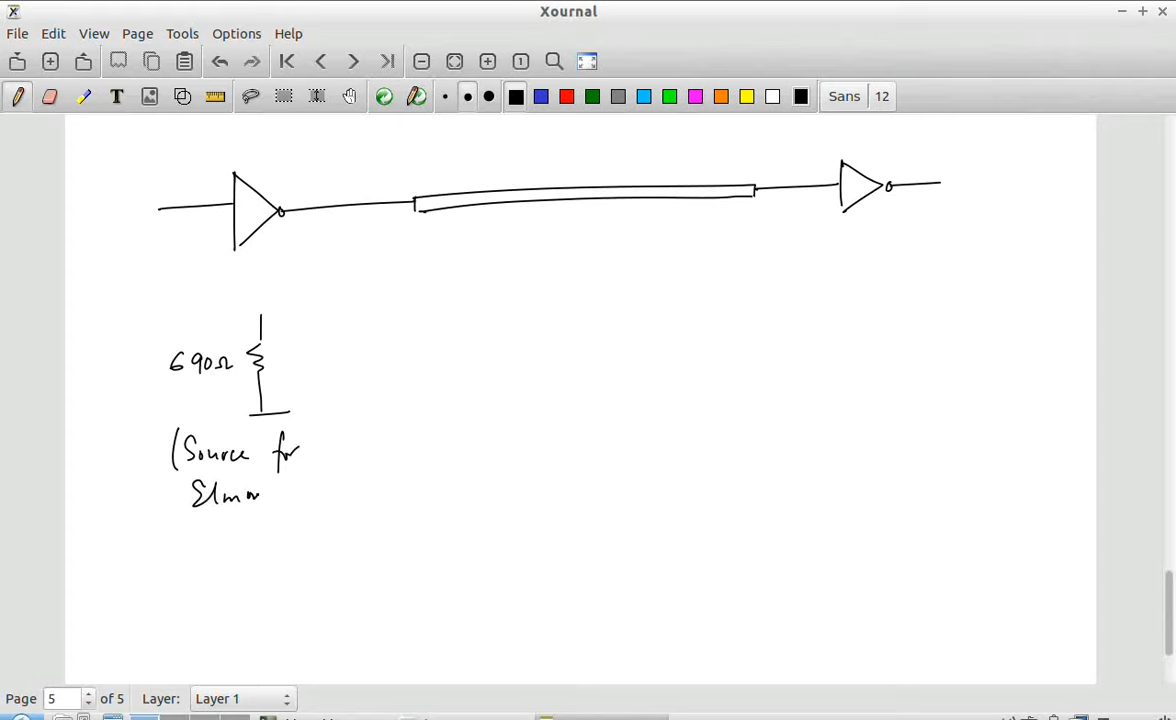 Xournal
File Edit View Page Tools Options Help
Sans 12
690Ω
(Source for
Elmo
Page 5 of 5 Layer: Layer 1